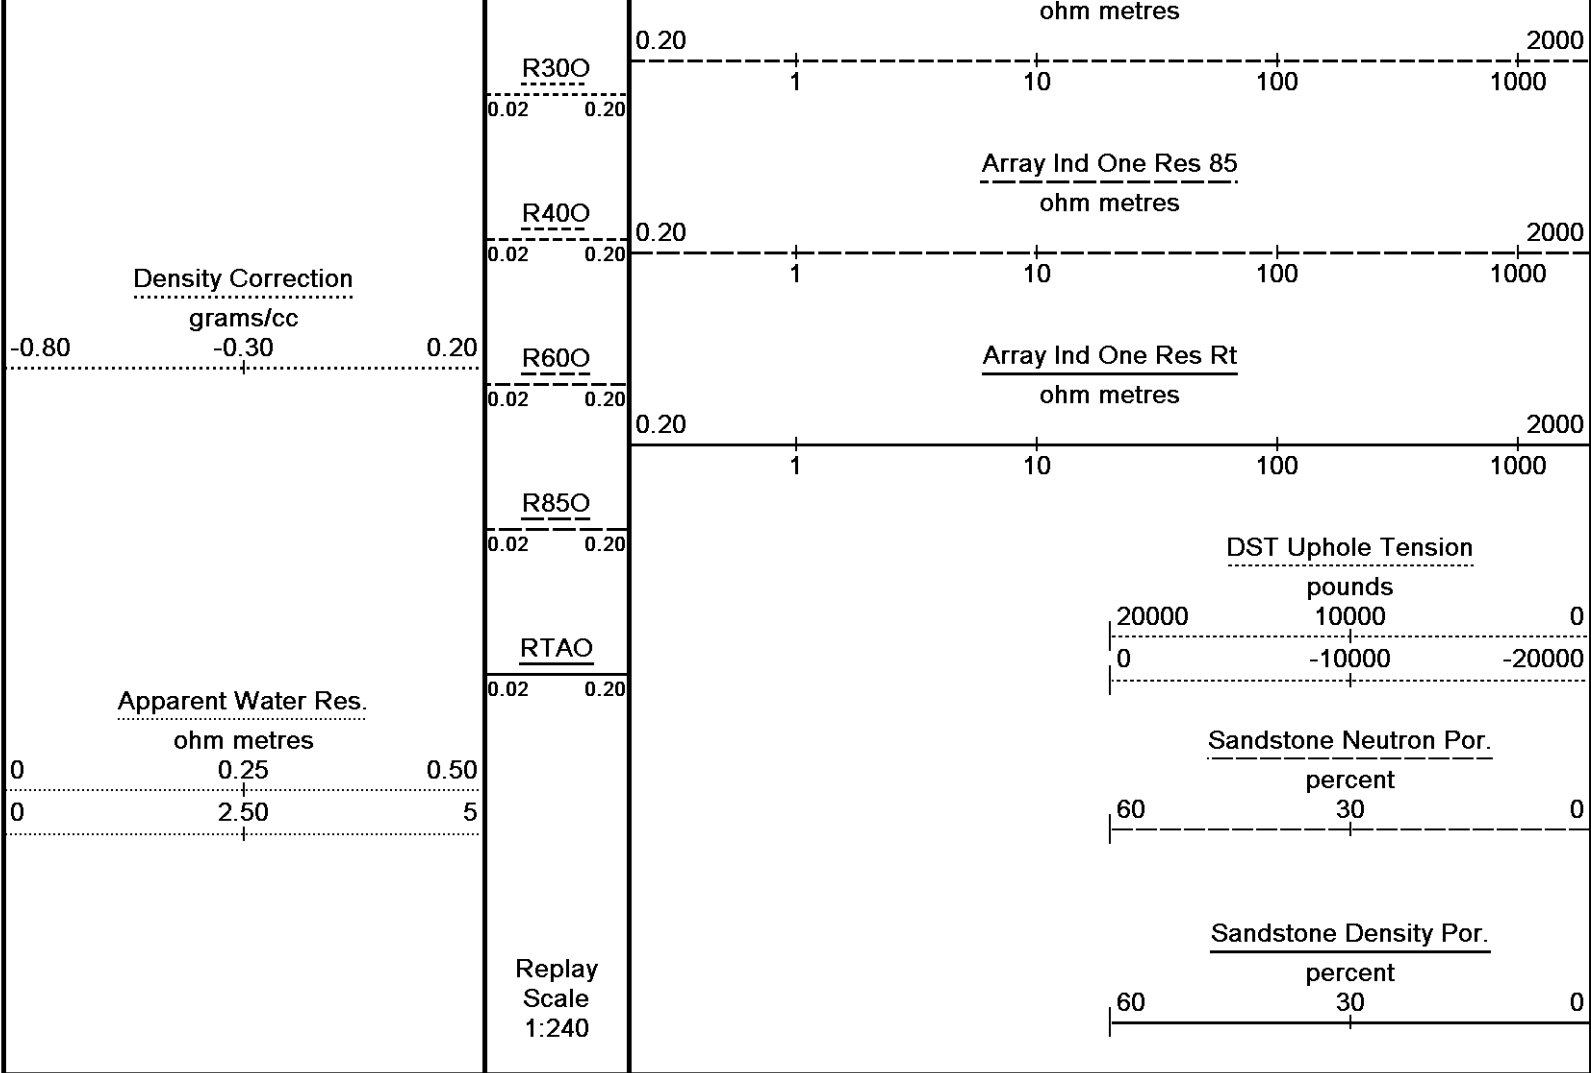 Density Correction
grams/cc
-0.80 -0.30 0.20
Apparent Water Res.
ohm metres
0 0.25 0.50
0 2.50 5
R30O
0.02 0.20
R40O
0.02 0.20
R60O
0.02 0.20
R85O
0.02 0.20
RTAO
0.02 0.20
Replay
Scale
1:240
ohm metres
0.20 2000
1 10 100 1000
Array Ind One Res 85
ohm metres
0.20 2000
1 10 100 1000
Array Ind One Res Rt
ohm metres
0.20 2000
1 10 100 1000
DST Uphole Tension
pounds
20000 10000 0
0 -10000 -20000
Sandstone Neutron Por.
percent
60 30 0
Sandstone Density Por.
percent
60 30 0